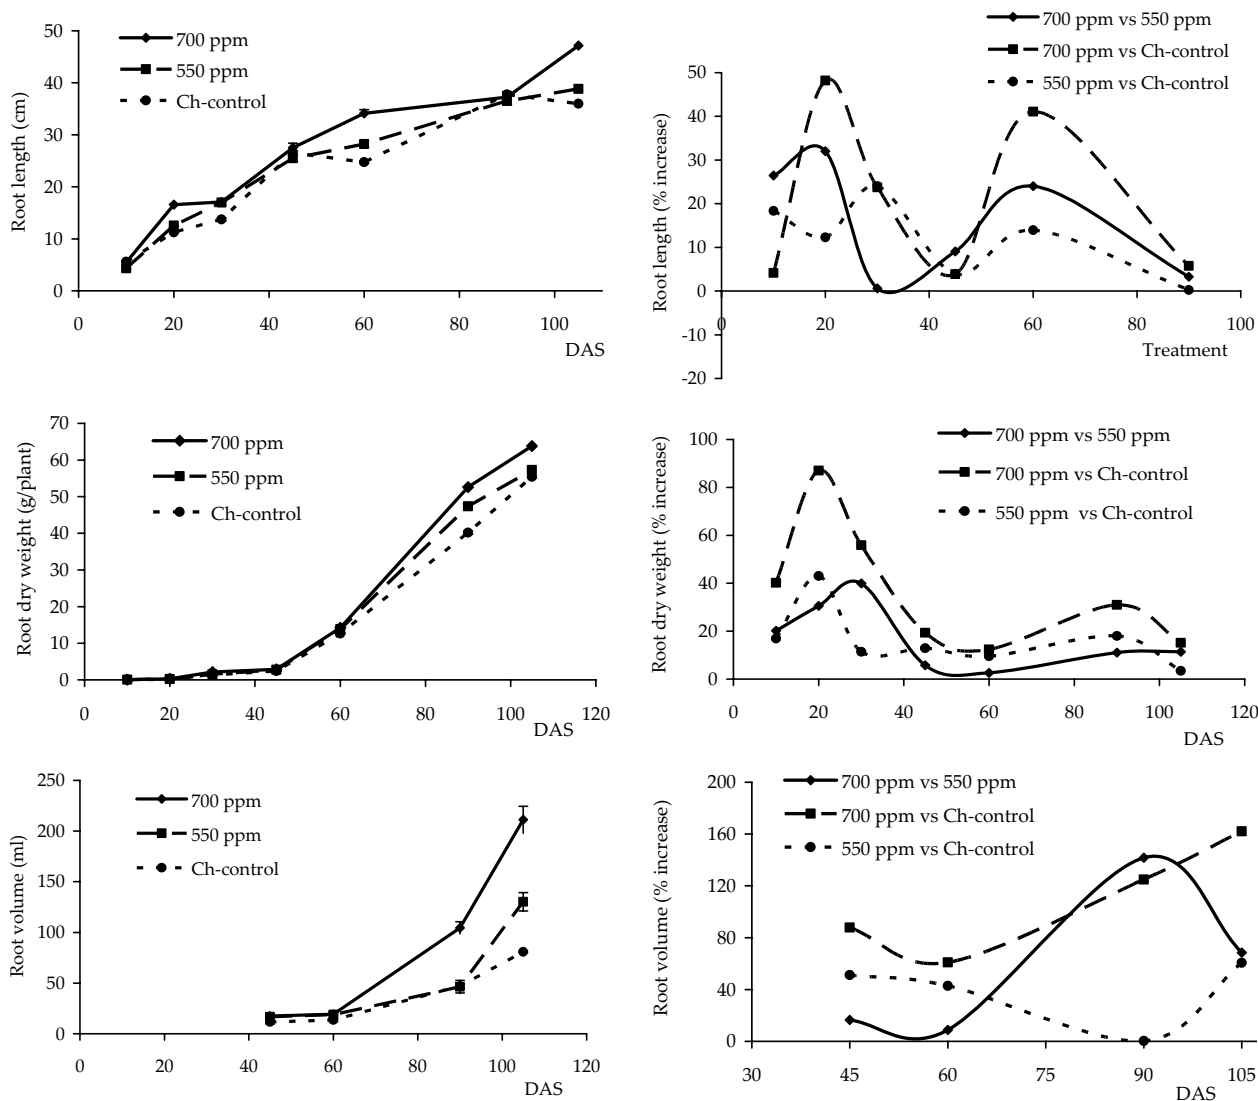 700 ppm
550 ppm
Ch-control
Root length (cm)
50
40
30
20
10
0
0 20 40 60 80 100
DAS
700 ppm vs 550 ppm
700 ppm vs Ch-control
550 ppm vs Ch-control
Root length (% increase)
50
40
30
20
10
0
-10
-20
0 20 40 60 80 100
Treatment
700 ppm
550 ppm
Ch-control
Root dry weight (g/plant)
70
60
50
40
30
20
10
0
0 20 40 60 80 100 120
DAS
700 ppm vs 550 ppm
700 ppm vs Ch-control
550 ppm vs Ch-control
Root dry weight (% increase)
100
80
60
40
20
0
0 20 40 60 80 100 120
DAS
700 ppm
550 ppm
Ch-control
Root volume (ml)
250
200
150
100
50
0
0 20 40 60 80 100 120
DAS
700 ppm vs 550 ppm
700 ppm vs Ch-control
550 ppm vs Ch-control
Root volume (% increase)
200
160
120
80
40
0
30 45 60 75 90 105
DAS